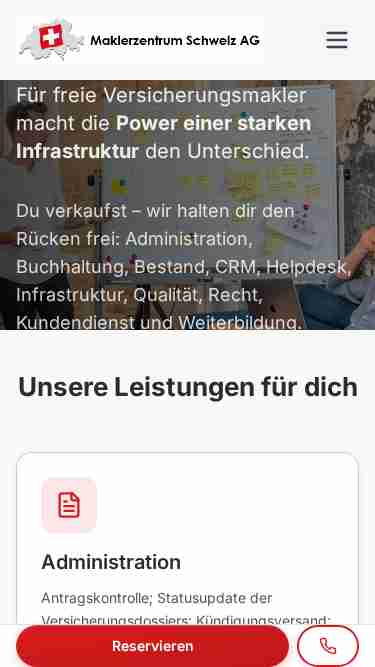 Maklerzentrum Schweiz AG
Für freie Versicherungsmakler
macht die Power einer starken
Infrastruktur den Unterschied.
Du verkaufst – wir halten dir den
Rücken frei: Administration,
Buchhaltung, Bestand, CRM, Helpdesk,
Infrastruktur, Qualität, Recht,
Kundendienst und Weiterbildung.
Unsere Leistungen für dich
Administration
Antragskontrolle; Statusupdate der
Versicherungsdossiers; Kündigungsversand;
Reservieren